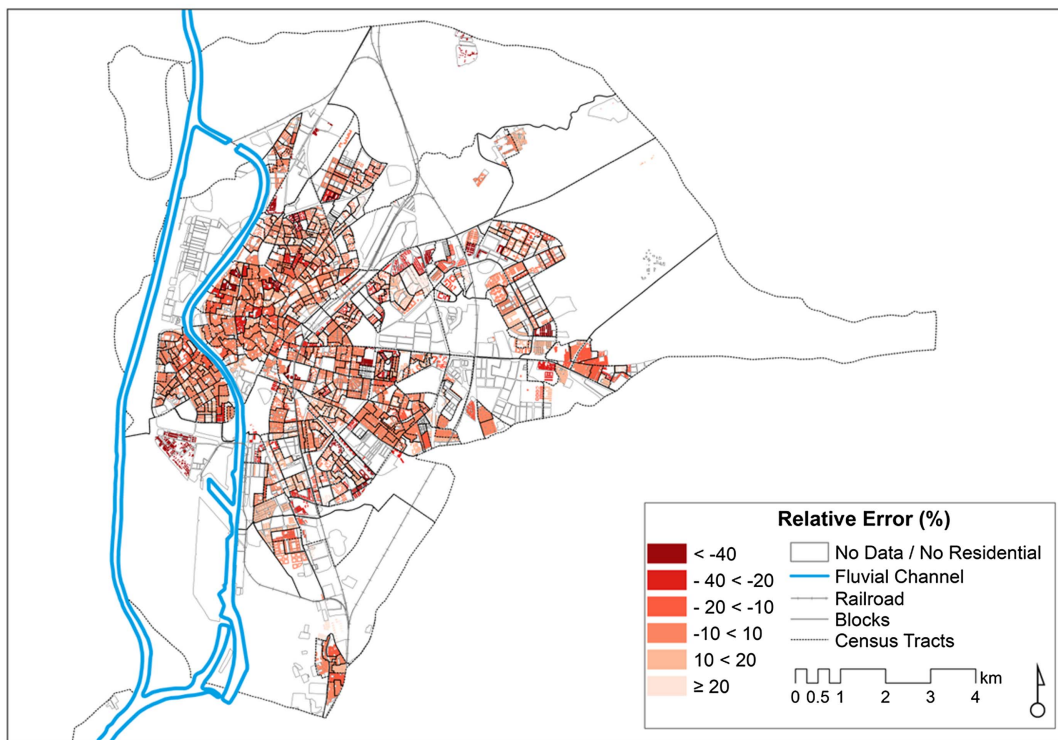 Relative Error (%)
< -40
- 40 < -20
- 20 < -10
-10 < 10
10 < 20
≥ 20
No Data / No Residential
Fluvial Channel
Railroad
Blocks
Census Tracts
km
0 0.5 1 2 3 4